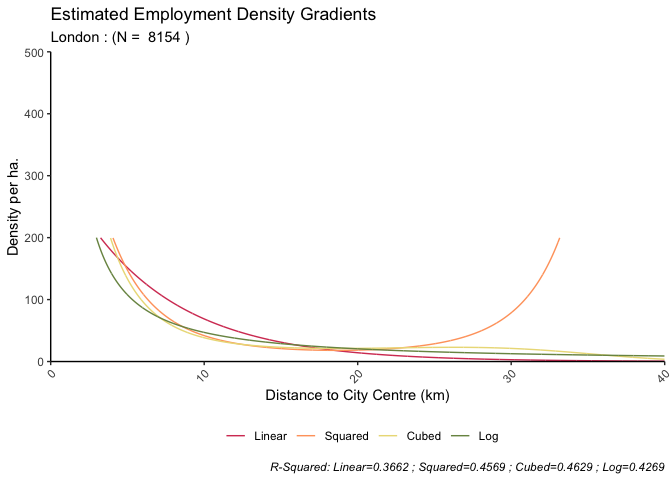 Estimated Employment Density Gradients
London : (N =  8154 )
500
400
300
200
100
0
Density per ha.
0
10
20
30
40
Distance to City Centre (km)
Linear
Squared
Cubed
Log
R-Squared: Linear=0.3662 ; Squared=0.4569 ; Cubed=0.4629 ; Log=0.4269